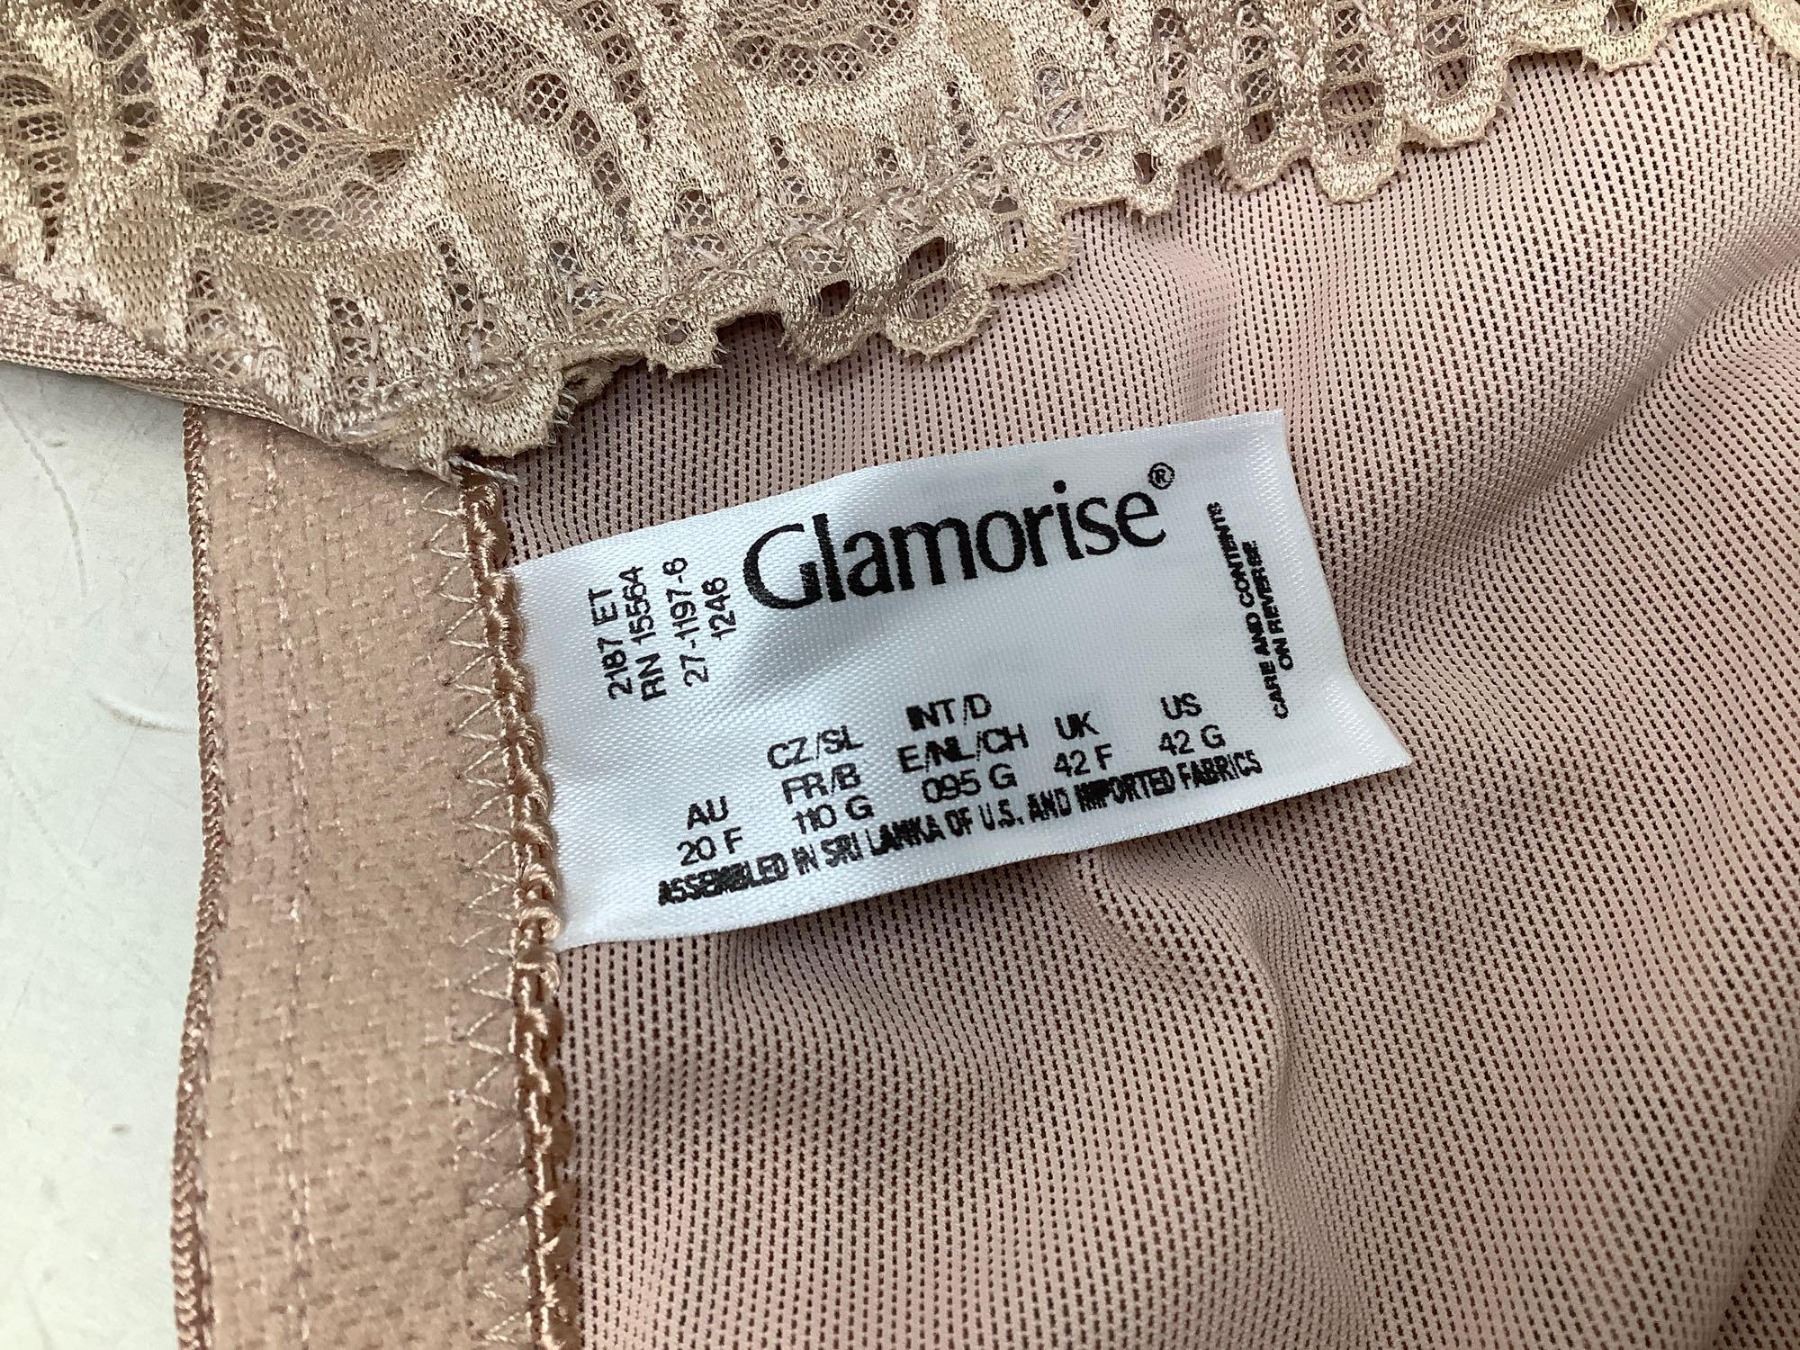 Glamorise®
2187 ET
RN 15564
27-1197-6
1246
CARE AND CONTENTS
ON REVERSE
AU
20 F
CZ/SL
FR/B
110 G
INT/D
E/NL/CH
095 G
UK
42 F
US
42 G
ASSEMBLED IN SRI LANKA OF U.S. AND IMPORTED FABRICS